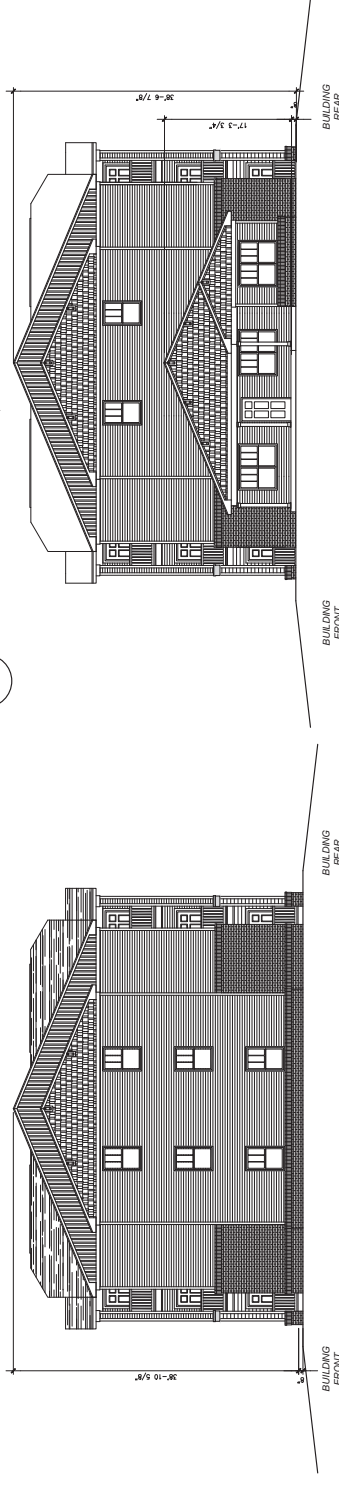 38'-6 7/8"
17'-3 3/4"
8"
BUILDING
REAR
BUILDING
FRONT
BUILDING
REAR
38'-10 5/8"
8"
BUILDING
FRONT